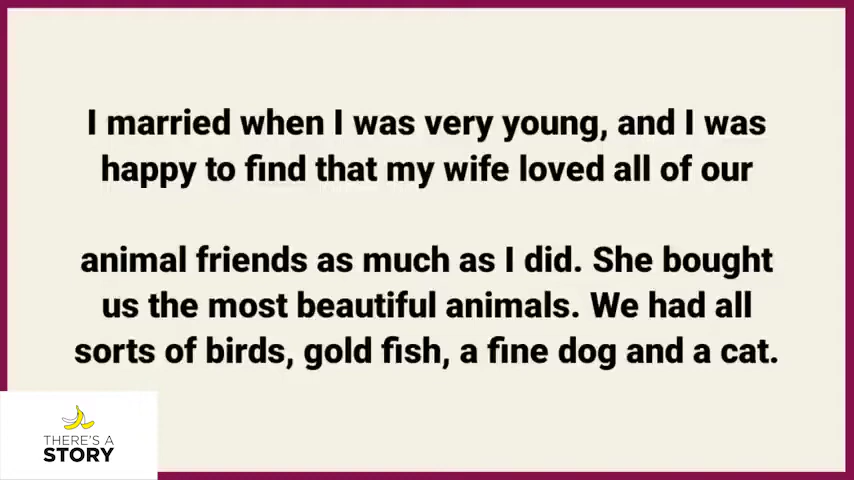 I married when I was very young, and I was
happy to find that my wife loved all of our
animal friends as much as I did. She bought
us the most beautiful animals. We had all
sorts of birds, gold fish, a fine dog and a cat.
THERE'S A
STORY